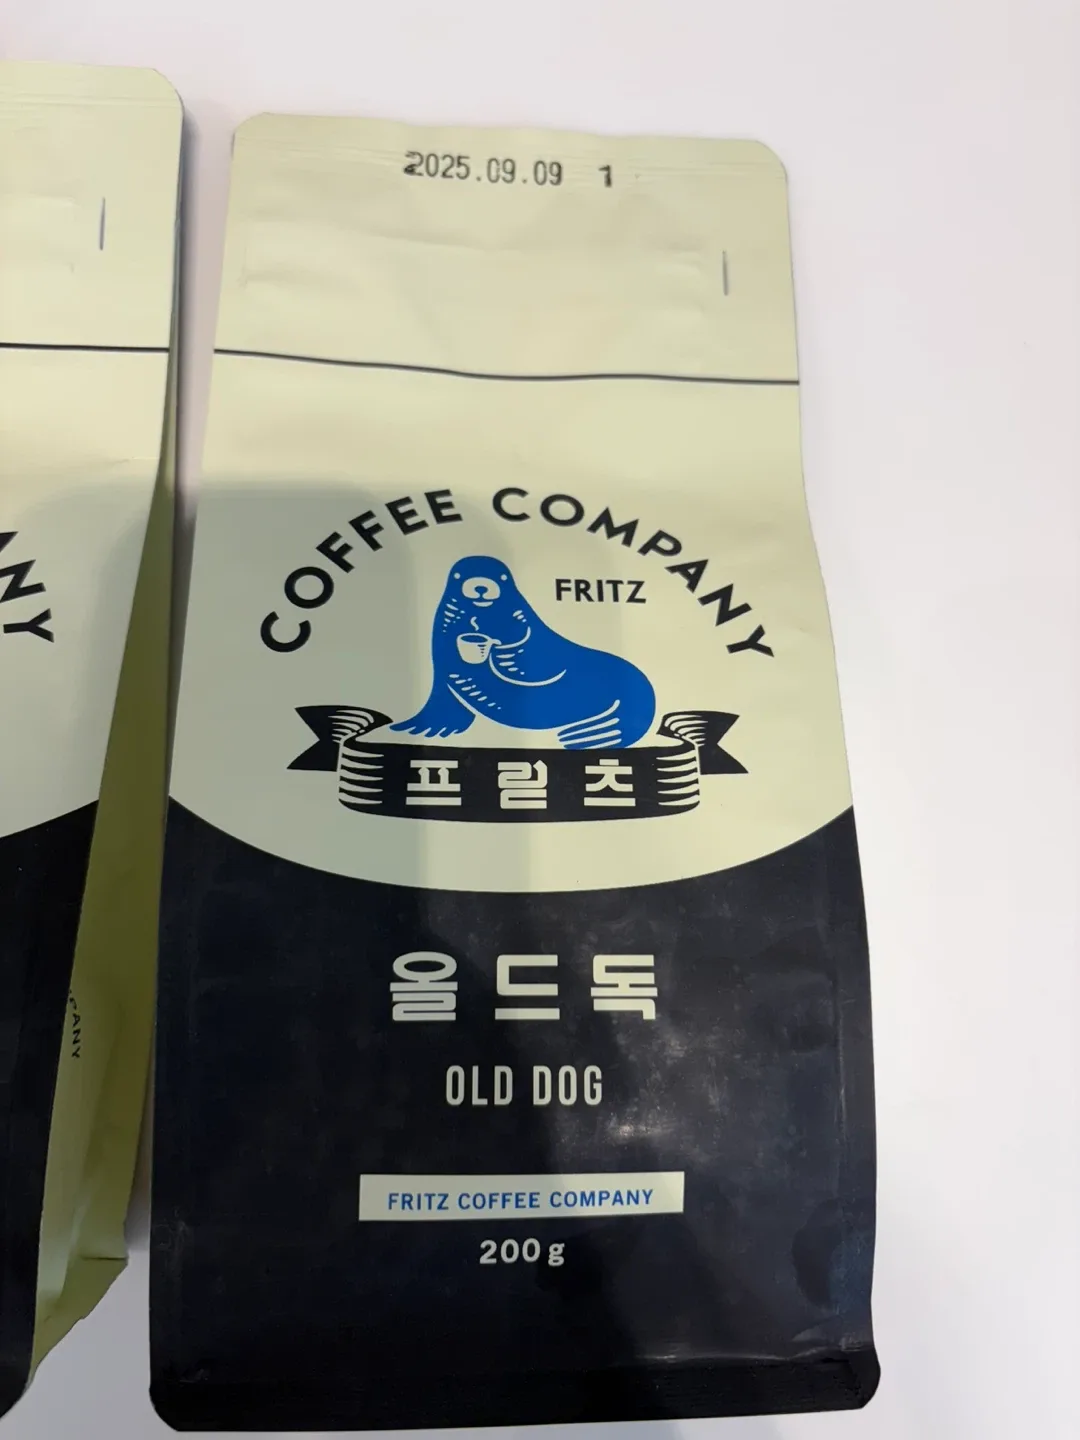 2025.09.09 1
COFFEE COMPANY
FRITZ
프릳츠
올드독
OLD DOG
FRITZ COFFEE COMPANY
200g